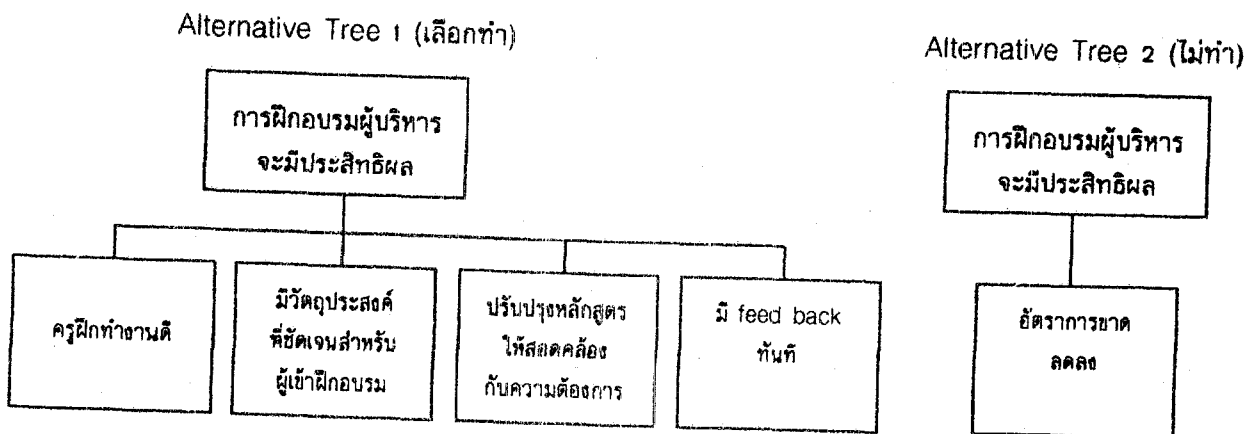 Alternative Tree 1 (เลือกทำ)
การฝึกอบรมผู้บริหาร
จะมีประสิทธิผล
ครูฝึกทำงานดี
มีวัตถุประสงค์
ที่ชัดเจนสำหรับ
ผู้เข้าฝึกอบรม
ปรับปรุงหลักสูตร
ให้สอดคล้อง
กับความต้องการ
มี feed back
ทันที
Alternative Tree 2 (ไม่ทำ)
การฝึกอบรมผู้บริหาร
จะมีประสิทธิผล
อัตราการขาด
ลดลง